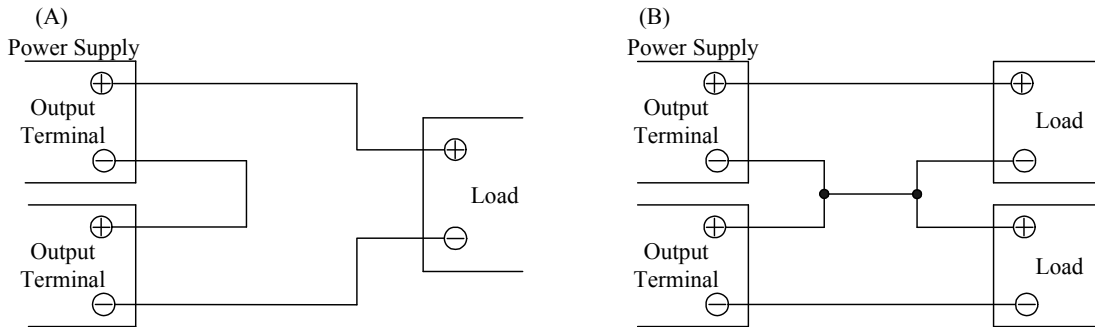 (A)
Power Supply
⊕
Output
Terminal
⊖
⊕
Output
Terminal
⊖
⊕
Load
⊖
(B)
Power Supply
⊕
Output
Terminal
⊖
⊕
Output
Terminal
⊖
⊕
Load
⊖
⊕
Load
⊖